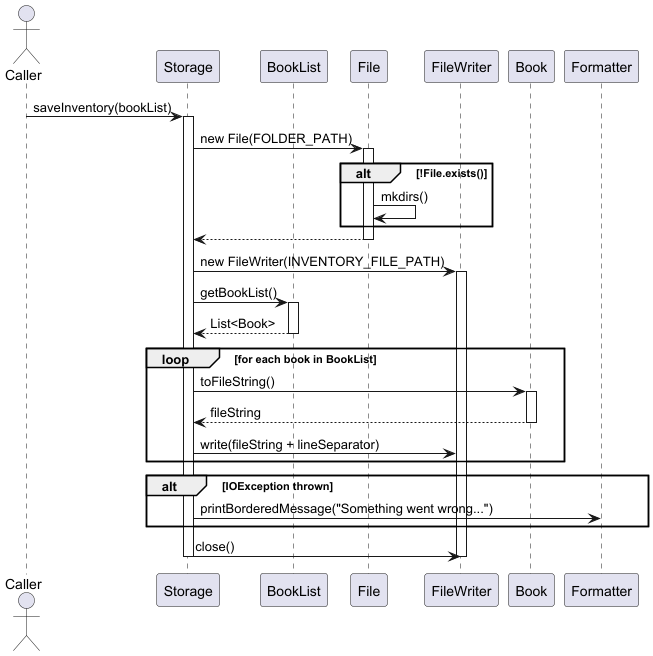 Caller
Storage
BookList
File
FileWriter
Book
Formatter
saveInventory(bookList)
new File(FOLDER_PATH)
alt
[!File.exists()]
mkdirs()
new FileWriter(INVENTORY_FILE_PATH)
getBookList()
List<Book>
loop
[for each book in BookList]
toFileString()
fileString
write(fileString + lineSeparator)
alt
[IOException thrown]
printBorderedMessage("Something went wrong...")
close()
Caller
Storage
BookList
File
FileWriter
Book
Formatter